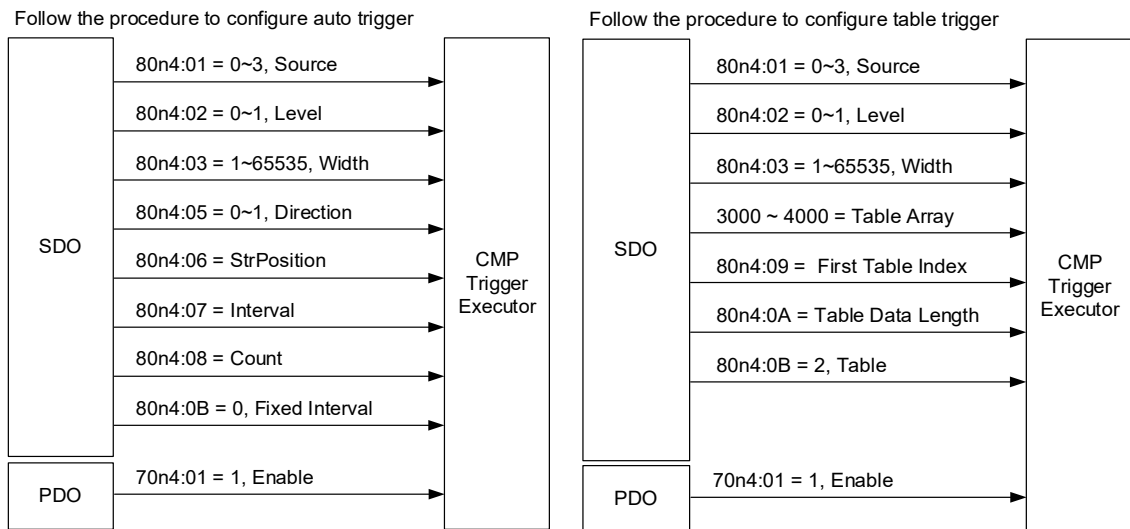 Follow the procedure to configure auto trigger
SDO
80n4:01 = 0~3, Source
80n4:02 = 0~1, Level
80n4:03 = 1~65535, Width
80n4:05 = 0~1, Direction
80n4:06 = StrPosition
80n4:07 = Interval
80n4:08 = Count
80n4:0B = 0, Fixed Interval
PDO
70n4:01 = 1, Enable
CMP
Trigger
Executor
Follow the procedure to configure table trigger
SDO
80n4:01 = 0~3, Source
80n4:02 = 0~1, Level
80n4:03 = 1~65535, Width
3000 ~ 4000 = Table Array
80n4:09 =  First Table Index
80n4:0A = Table Data Length
80n4:0B = 2, Table
PDO
70n4:01 = 1, Enable
CMP
Trigger
Executor